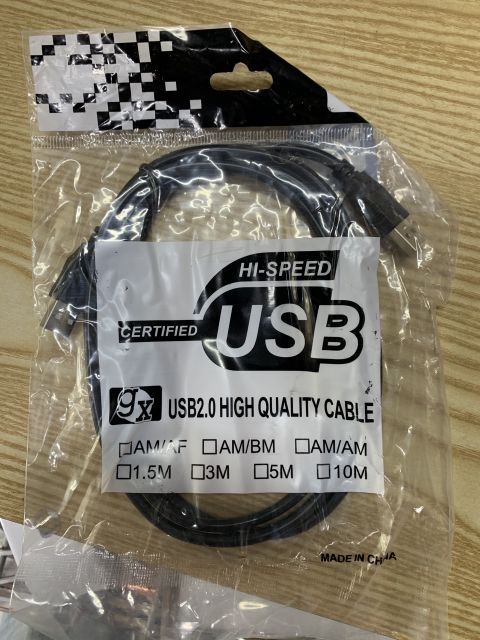 HI-SPEED
CERTIFIED USB
gx USB2.0 HIGH QUALITY CABLE
☐AM/AF ☐AM/BM ☐AM/AM
☐1.5M ☐3M ☐5M ☐10M
MADE IN CHINA